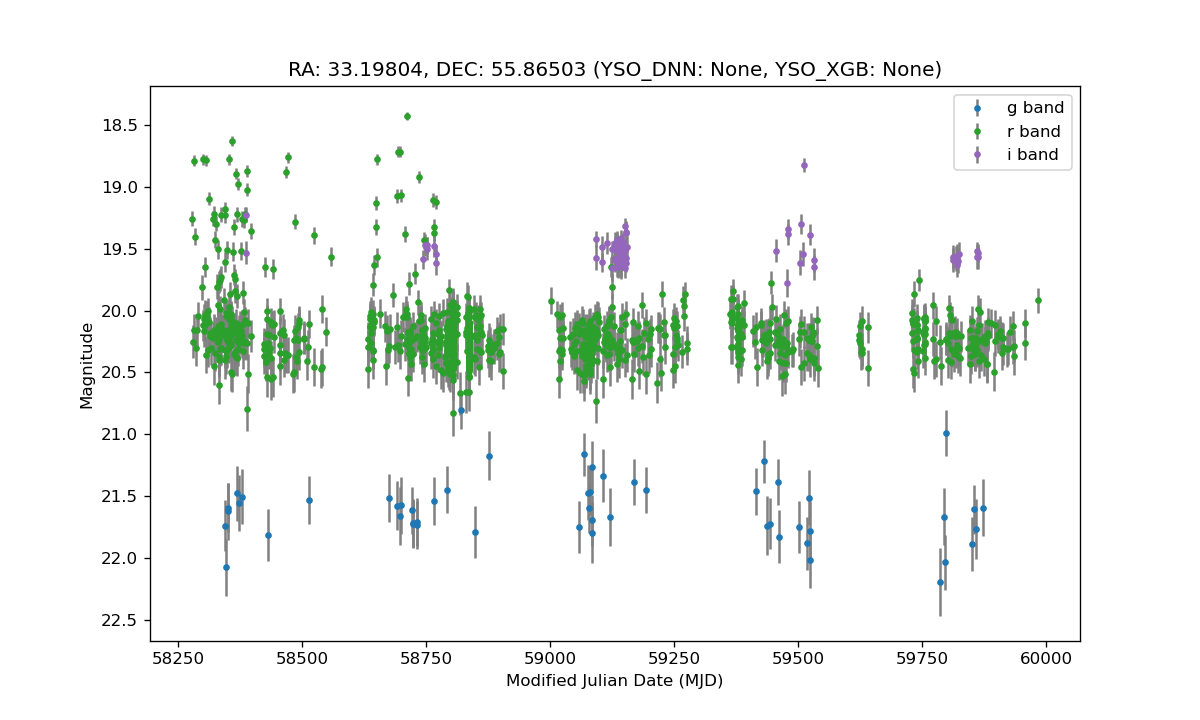 RA: 33.19804, DEC: 55.86503 (YSO_DNN: None, YSO_XGB: None)
g band
r band
i band
18.5
19.0
19.5
20.0
20.5
21.0
21.5
22.0
22.5
Magnitude
58250 58500 58750 59000 59250 59500 59750 60000
Modified Julian Date (MJD)